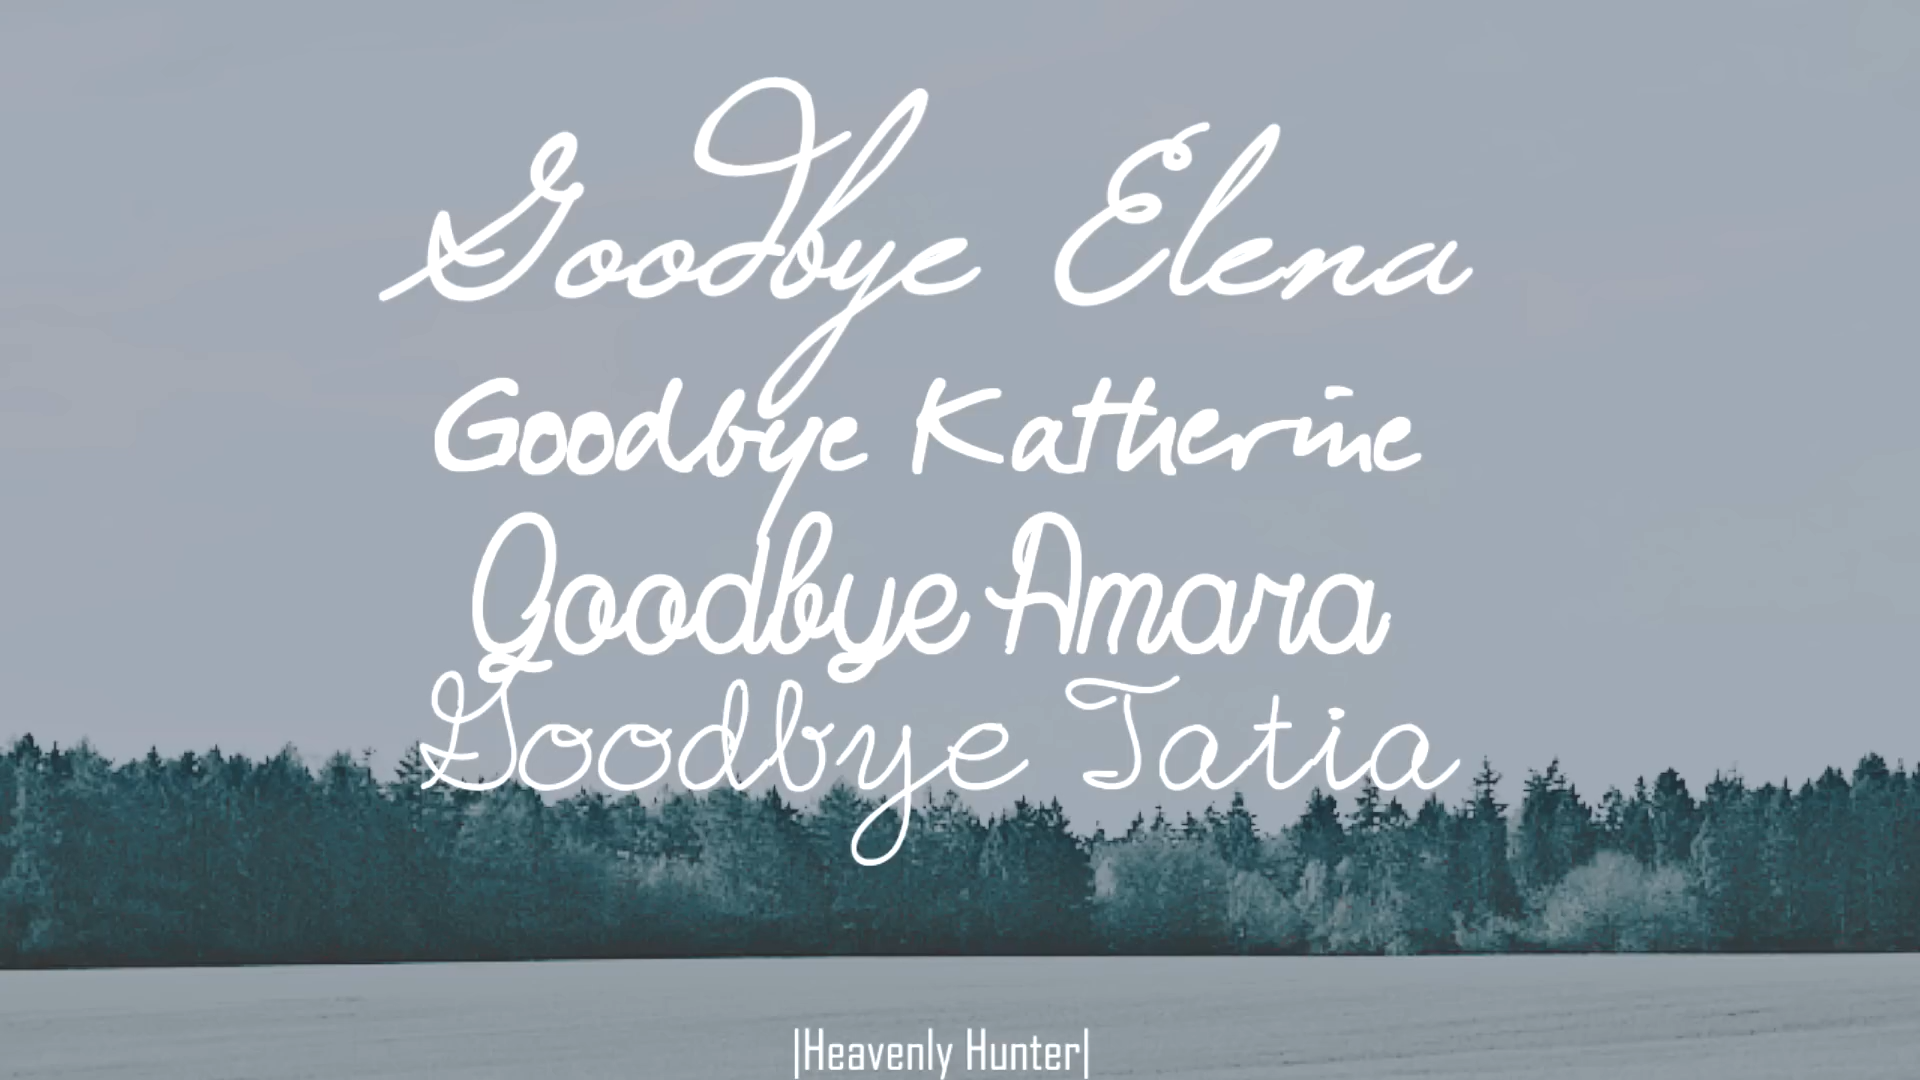 Goodbye Elena
Goodbye Katherine
Goodbye Amara
Goodbye Tatia
|Heavenly Hunter|